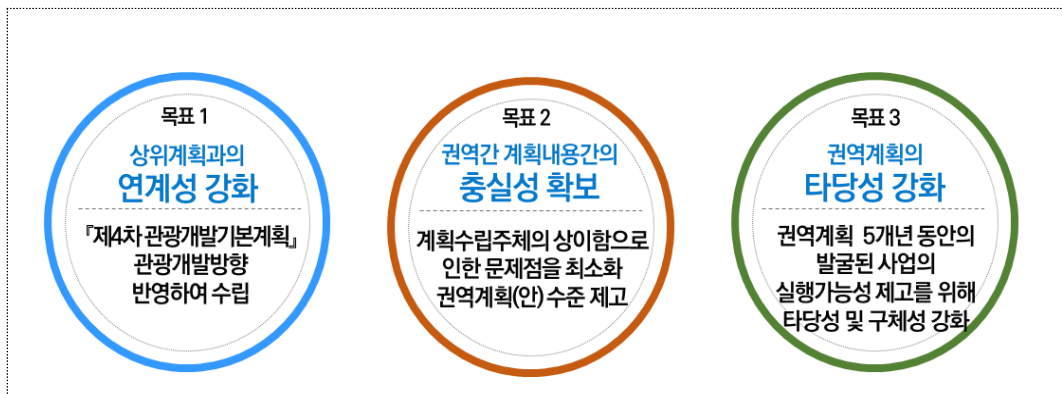 목표 1
상위계획과의
연계성 강화
『제4차 관광개발기본계획』
관광개발방향
반영하여 수립
목표 2
권역간 계획내용간의
충실성 확보
계획수립주체의 상이함으로
인한 문제점을 최소화
권역계획(안) 수준 제고
목표 3
권역계획의
타당성 강화
권역계획 5개년 동안의
발굴된 사업의
실행가능성 제고를 위해
타당성 및 구체성 강화